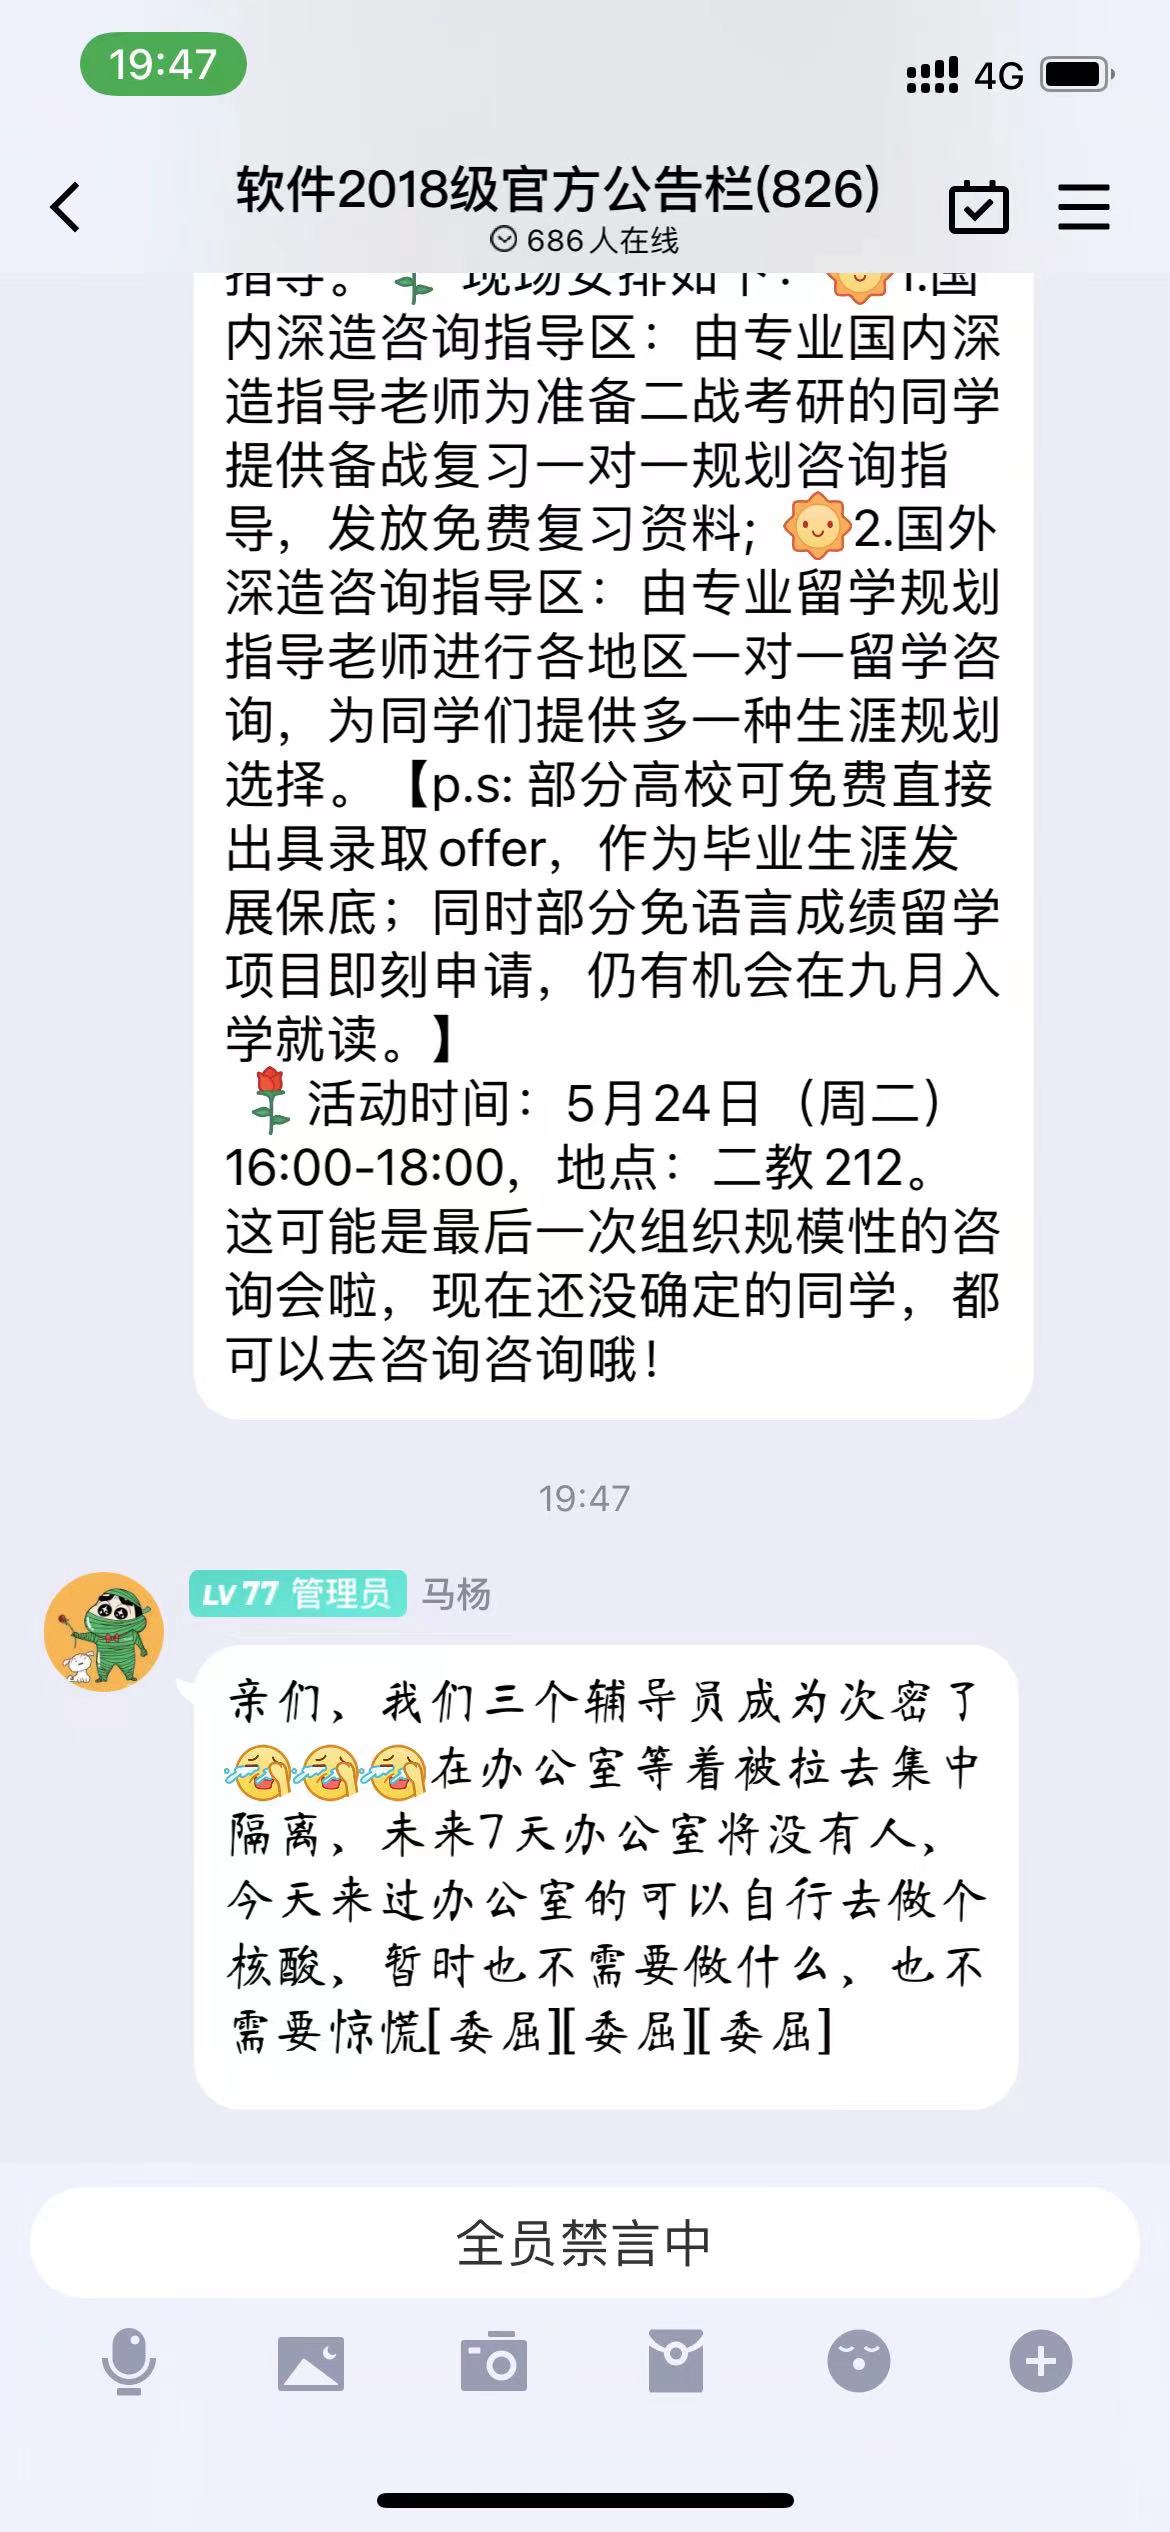 19:47
4G
软件2018级官方公告栏(826)
686人在线
指导。 现场安排如下： 1.国
内深造咨询指导区：由专业国内深
造指导老师为准备二战考研的同学
提供备战复习一对一规划咨询指
导，发放免费复习资料; 2.国外
深造咨询指导区：由专业留学规划
指导老师进行各地区一对一留学咨
询，为同学们提供多一种生涯规划
选择。【p.s: 部分高校可免费直接
出具录取offer，作为毕业生涯发
展保底；同时部分免语言成绩留学
项目即刻申请，仍有机会在九月入
学就读。】
活动时间：5月24日（周二）
16:00-18:00，地点：二教212。
这可能是最后一次组织规模性的咨
询会啦，现在还没确定的同学，都
可以去咨询咨询哦！
19:47
LV77 管理员 马杨
亲们、我们三个辅导员成为次密了
在办公室等着被拉去集中
隔离、未来7天办公室将没有人、
今天来过办公室的可以自行去做个
核酸、暂时也不需要做什么、也不
需要惊慌[委屈][委屈][委屈]
全员禁言中